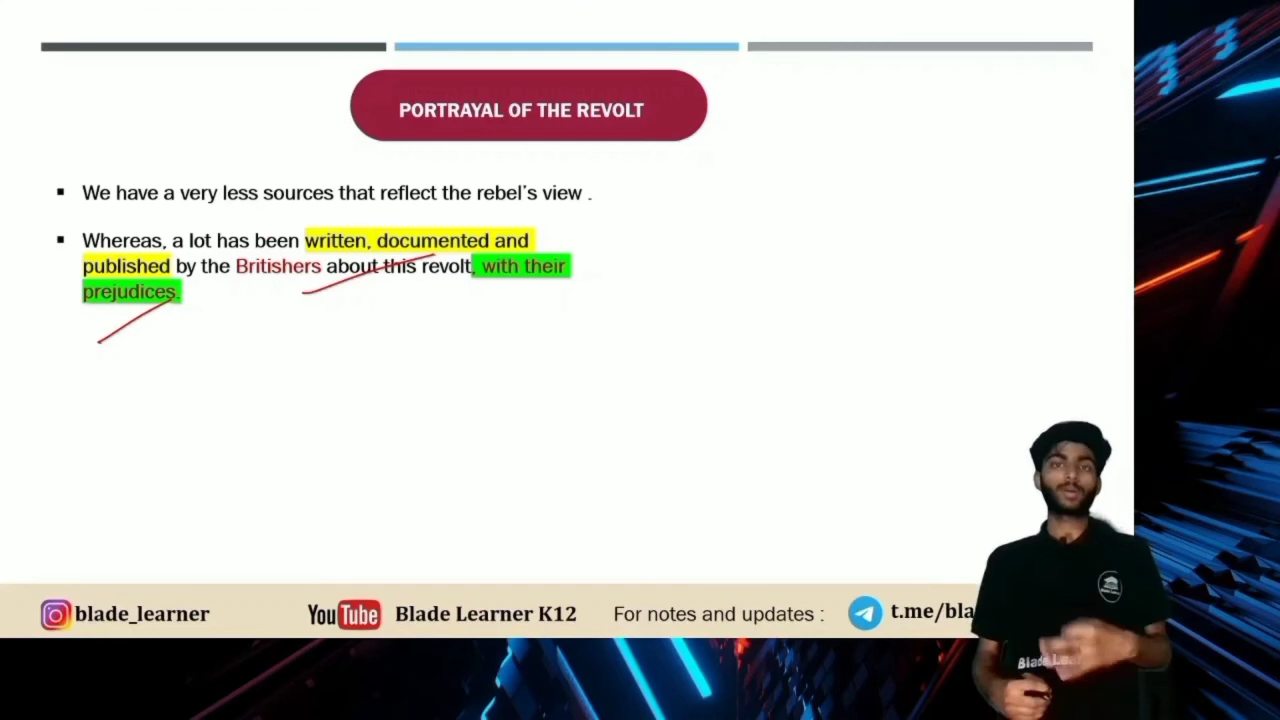 PORTRAYAL OF THE REVOLT
▪ We have a very less sources that reflect the rebel's view .
▪ Whereas, a lot has been written, documented and
published by the Britishers about this revolt, with their
prejudices.
blade_learner YouTube Blade Learner K12 For notes and updates : t.me/bla